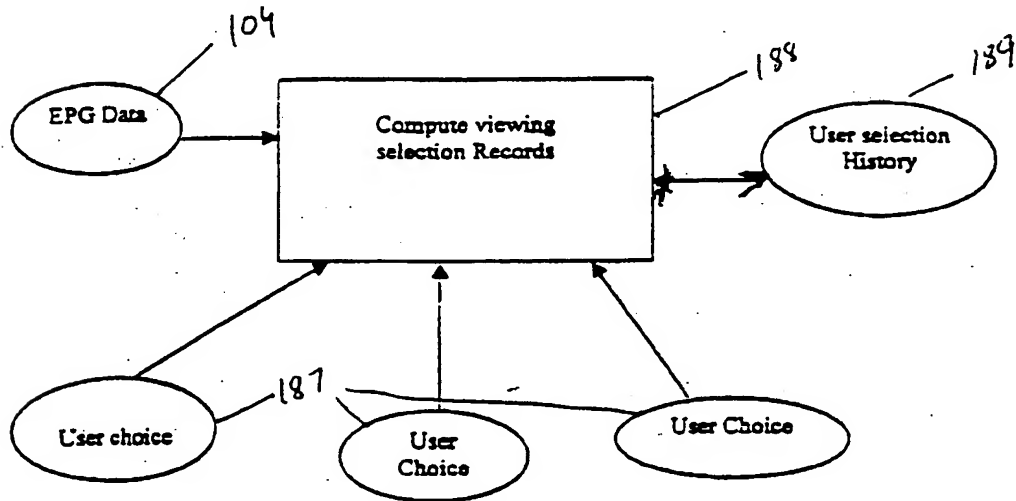 104
188
189
EPG Data
Compute viewing
selection Records
User selection
History
187
User choice
User
Choice
User Choice